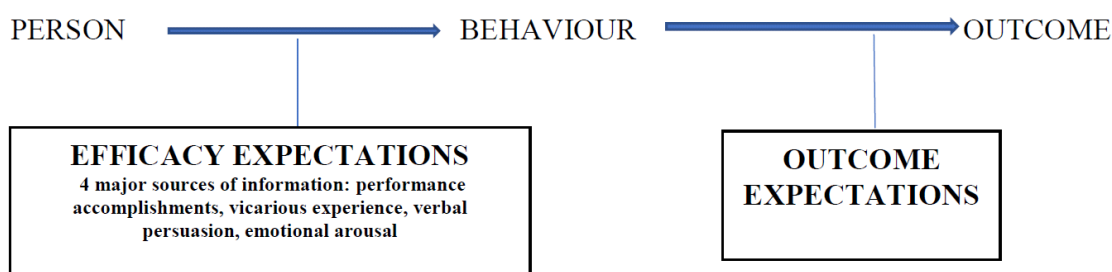 PERSON BEHAVIOUR OUTCOME
EFFICACY EXPECTATIONS
4 major sources of information: performance
accomplishments, vicarious experience, verbal
persuasion, emotional arousal
OUTCOME
EXPECTATIONS